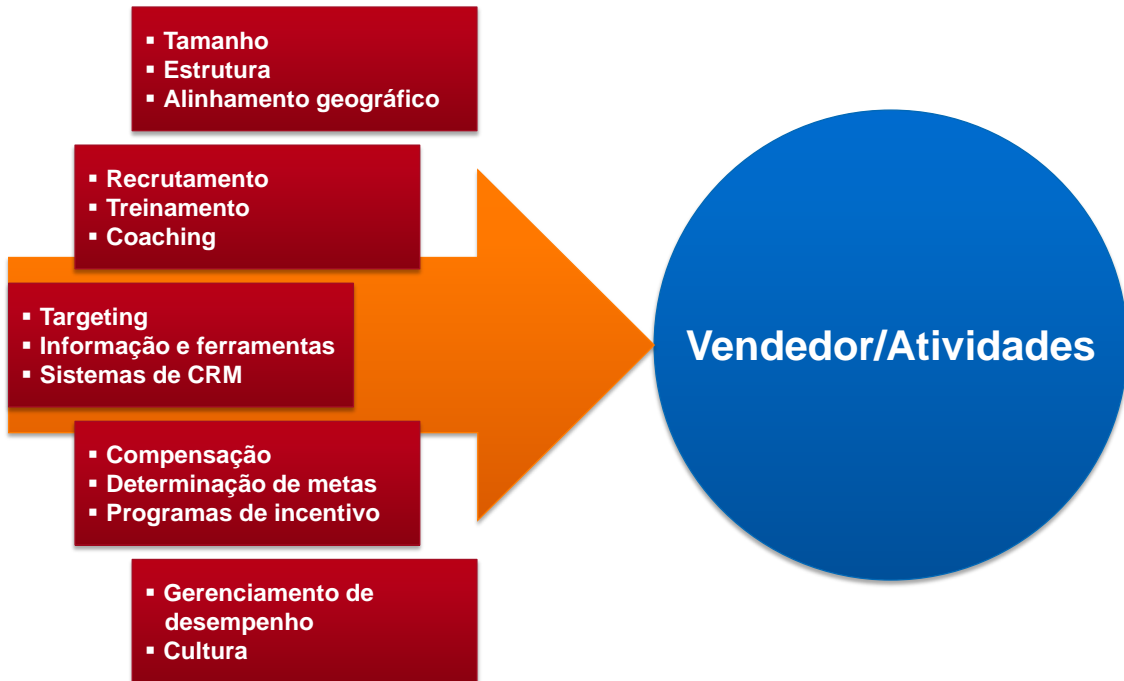 ▪ Tamanho
▪ Estrutura
▪ Alinhamento geográfico
▪ Recrutamento
▪ Treinamento
▪ Coaching
▪ Targeting
▪ Informação e ferramentas
▪ Sistemas de CRM
▪ Compensação
▪ Determinação de metas
▪ Programas de incentivo
▪ Gerenciamento de
desempenho
▪ Cultura
Vendedor/Atividades